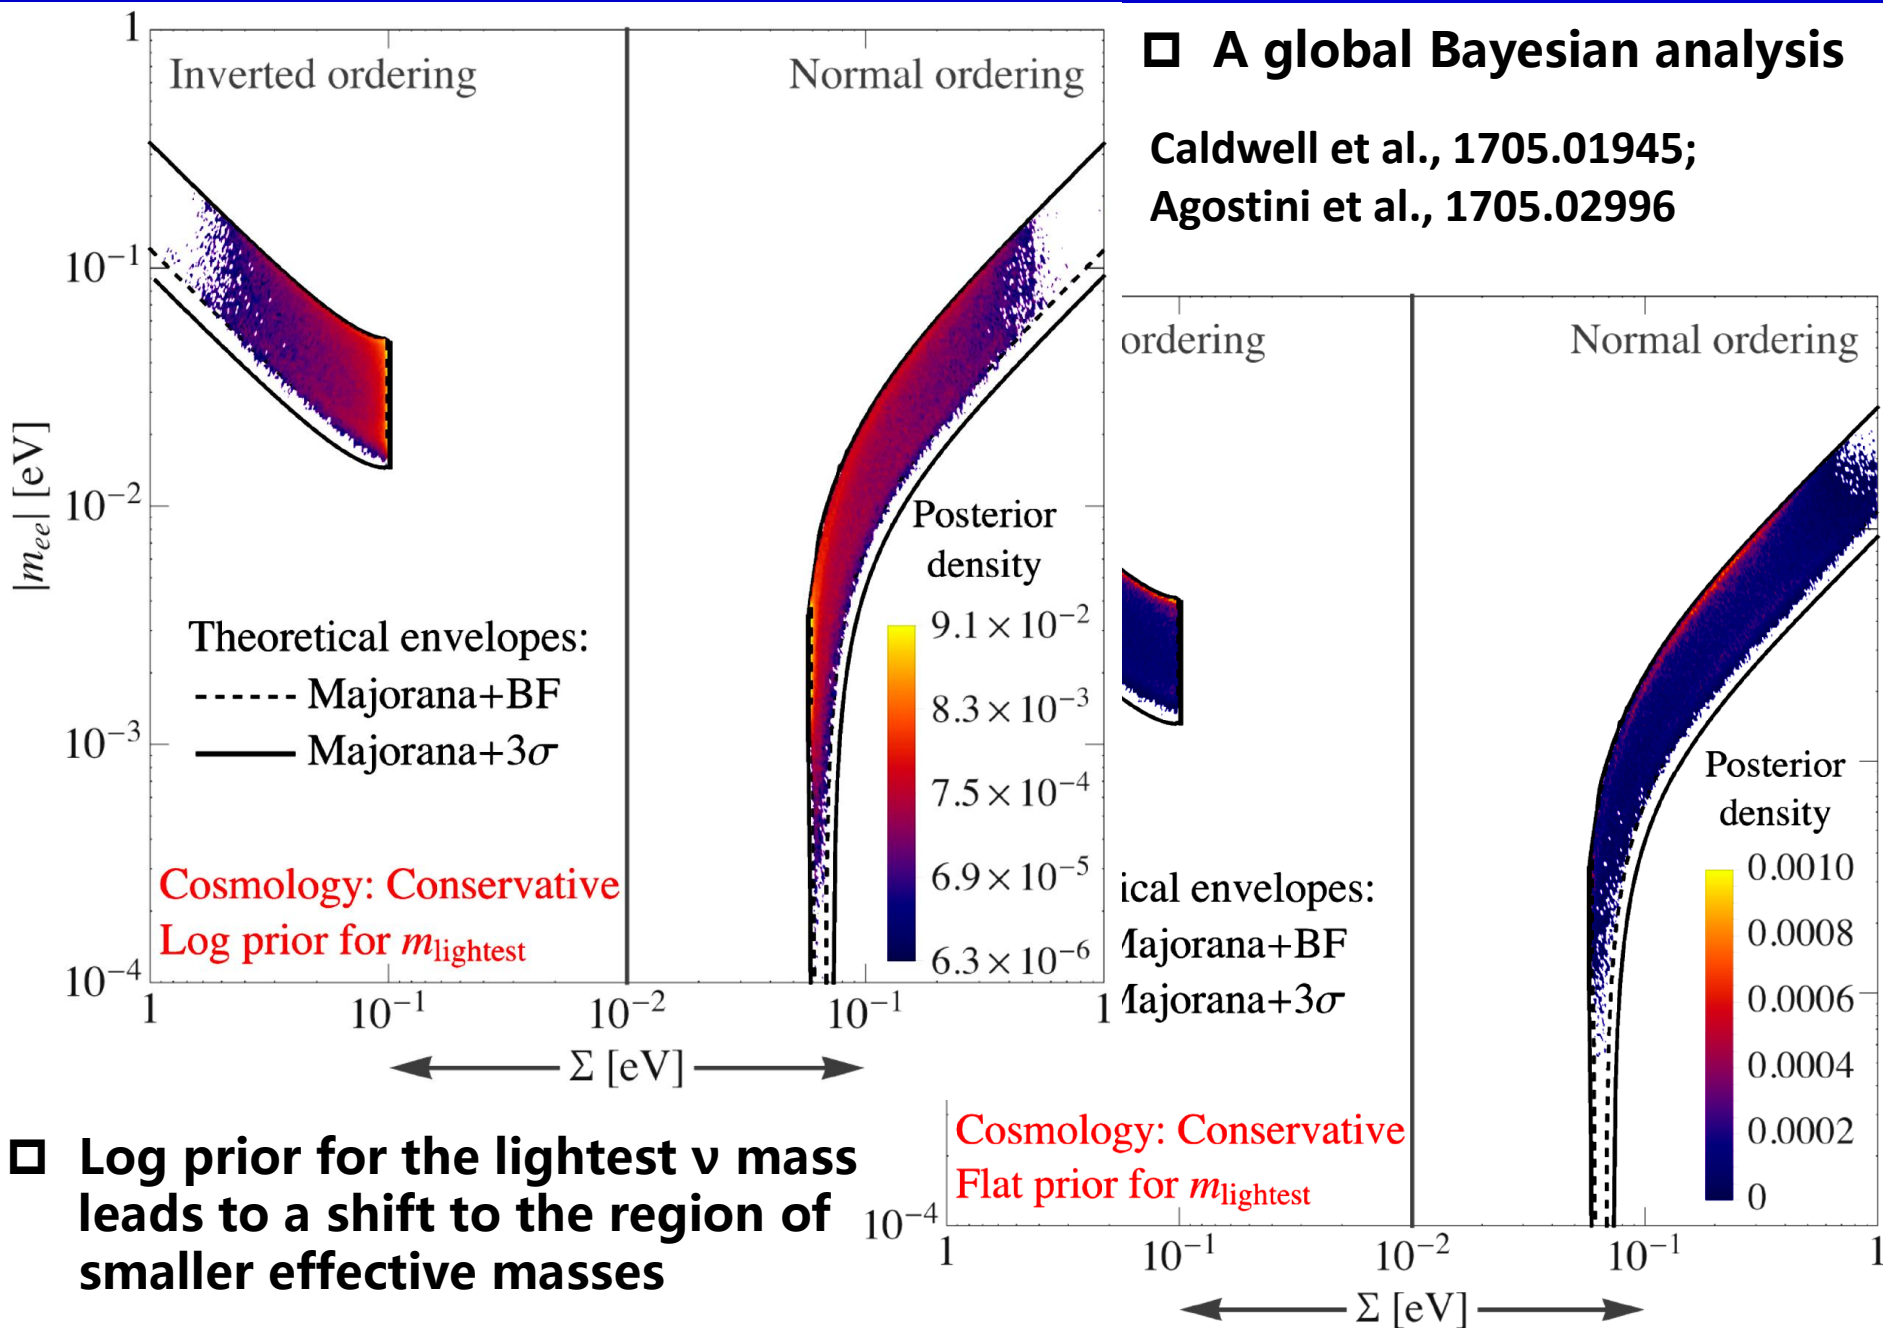 A global Bayesian analysis
Caldwell et al., 1705.01945;
Agostini et al., 1705.02996
Inverted ordering
Normal ordering
1
10⁻¹
10⁻²
10⁻³
10⁻⁴
|mₑₑ| [eV]
Theoretical envelopes:
Majorana+BF
Majorana+3σ
Cosmology: Conservative
Log prior for m_lightest
Posterior
density
9.1 × 10⁻²
8.3 × 10⁻³
7.5 × 10⁻⁴
6.9 × 10⁻⁵
6.3 × 10⁻⁶
1 10⁻¹ 10⁻² 10⁻¹ 1
Σ [eV]
ordering
Normal ordering
ical envelopes:
Majorana+BF
Majorana+3σ
Posterior
density
0.0010
0.0008
0.0006
0.0004
0.0002
0
Cosmology: Conservative
Flat prior for m_lightest
10⁻⁴
1 10⁻¹ 10⁻² 10⁻¹ 1
Σ [eV]
Log prior for the lightest ν mass
leads to a shift to the region of
smaller effective masses